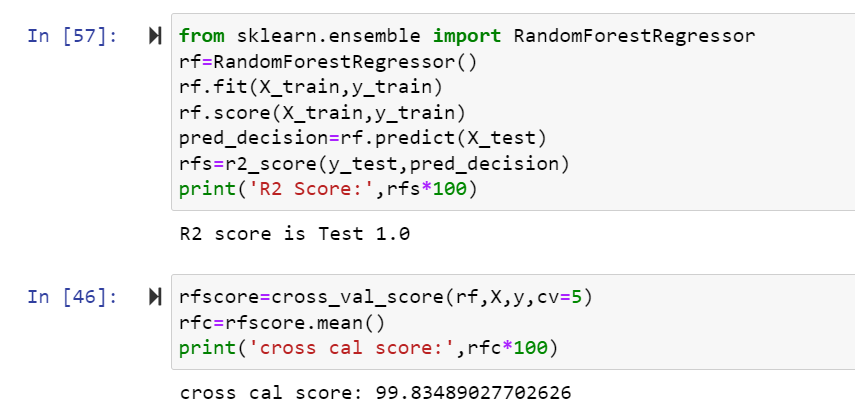 In [57]:
from sklearn.ensemble import RandomForestRegressor
rf=RandomForestRegressor()
rf.fit(X_train,y_train)
rf.score(X_train,y_train)
pred_decision=rf.predict(X_test)
rfs=r2_score(y_test,pred_decision)
print('R2 Score:',rfs*100)
R2 score is Test 1.0
In [46]:
rfscore=cross_val_score(rf,X,y,cv=5)
rfc=rfscore.mean()
print('cross cal score:',rfc*100)
cross cal score: 99.83489027702626